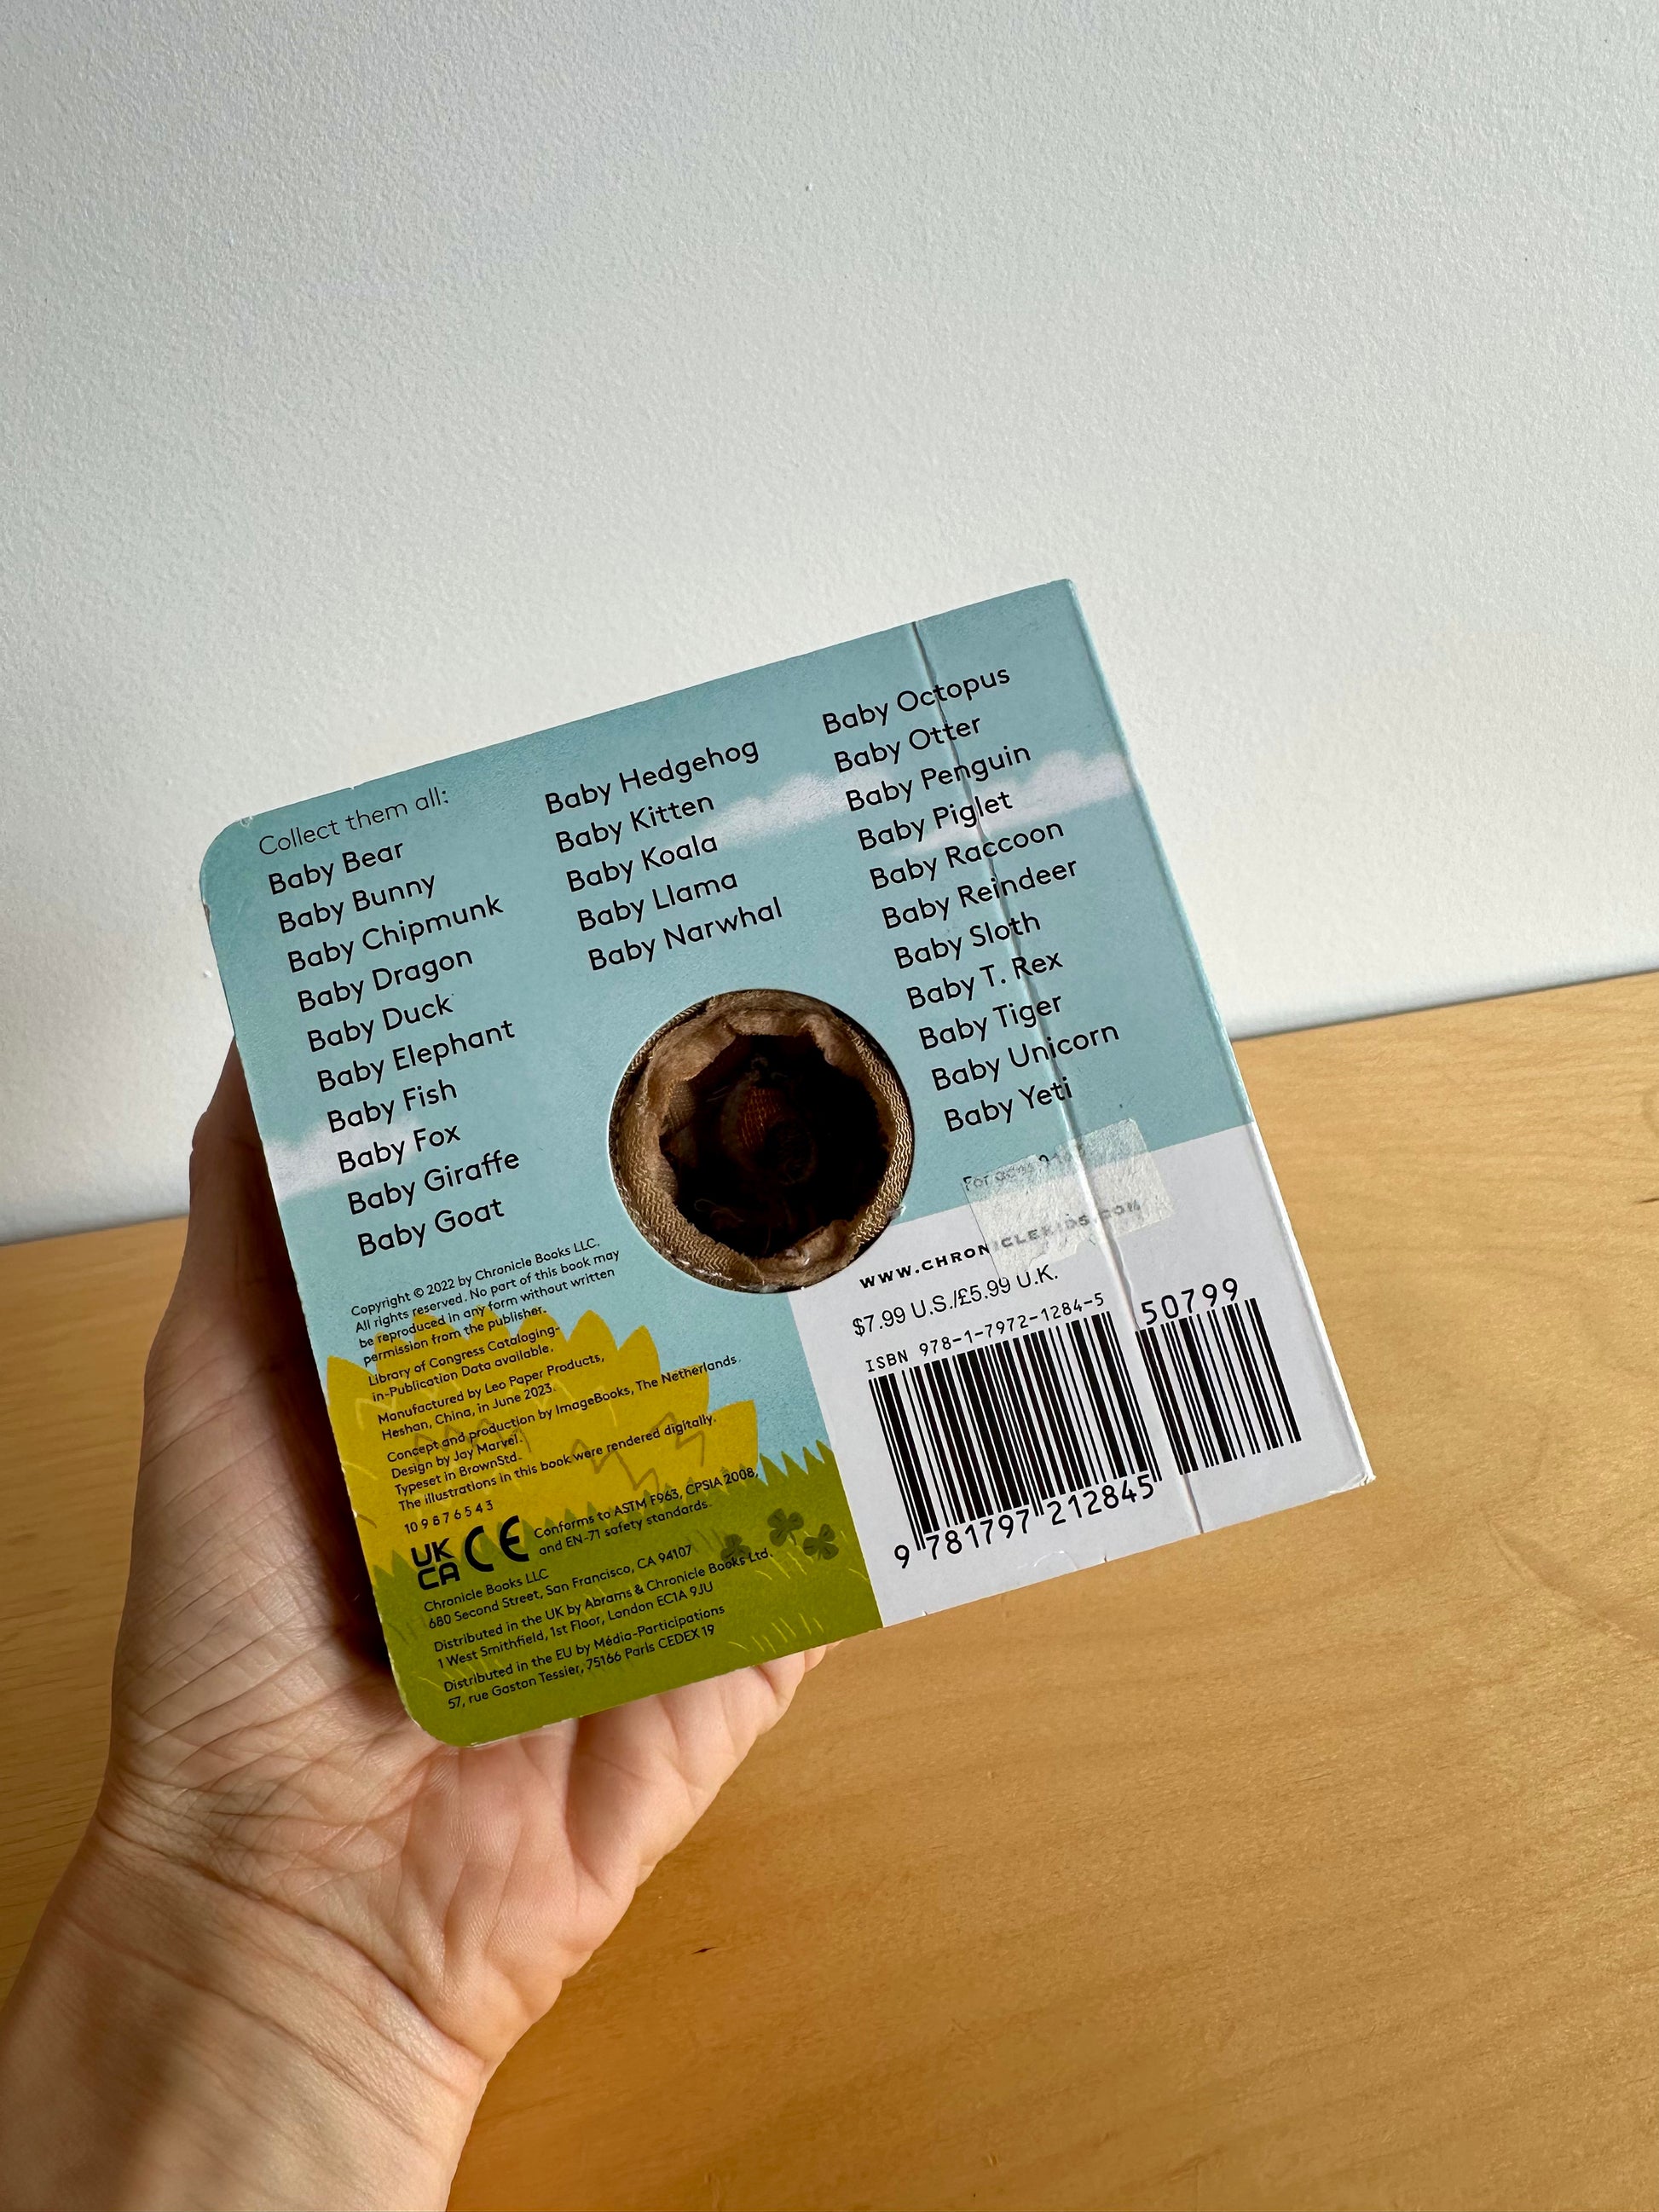 Collect them all:
Baby Bear
Baby Bunny
Baby Chipmunk
Baby Dragon
Baby Duck
Baby Elephant
Baby Fish
Baby Fox
Baby Giraffe
Baby Goat
Baby Hedgehog
Baby Kitten
Baby Koala
Baby Llama
Baby Narwhal
Baby Octopus
Baby Otter
Baby Penguin
Baby Piglet
Baby Raccoon
Baby Reindeer
Baby Sloth
Baby T. Rex
Baby Tiger
Baby Unicorn
Baby Yeti
Copyright © 2022 by Chronicle Books LLC.
All rights reserved. No part of this book may
be reproduced in any form without written
permission from the publisher.
Library of Congress Cataloging-
in-Publication Data available.
Manufactured by Leo Paper Products,
Heshan, China, in June 2023.
Concept and production by ImageBooks, The Netherlands.
Design by Jay Marvel.
Typeset in BrownStd.
The illustrations in this book were rendered digitally.
10 9 8 7 6 5 4 3
UK
CA
CE
Conforms to ASTM F963, CPSIA 2008,
and EN-71 safety standards.
Chronicle Books LLC
680 Second Street, San Francisco, CA 94107
Distributed in the UK by Abrams & Chronicle Books Ltd.
1 West Smithfield, 1st Floor, London EC1A 9JU
Distributed in the EU by Média-Participations
57, rue Gaston Tessier, 75166 Paris CEDEX 19
For ages
WWW.CHRONICLEKIDS.COM
$7.99 U.S./£5.99 U.K.
ISBN 978-1-7972-1284-5
50799
9 781797 212845